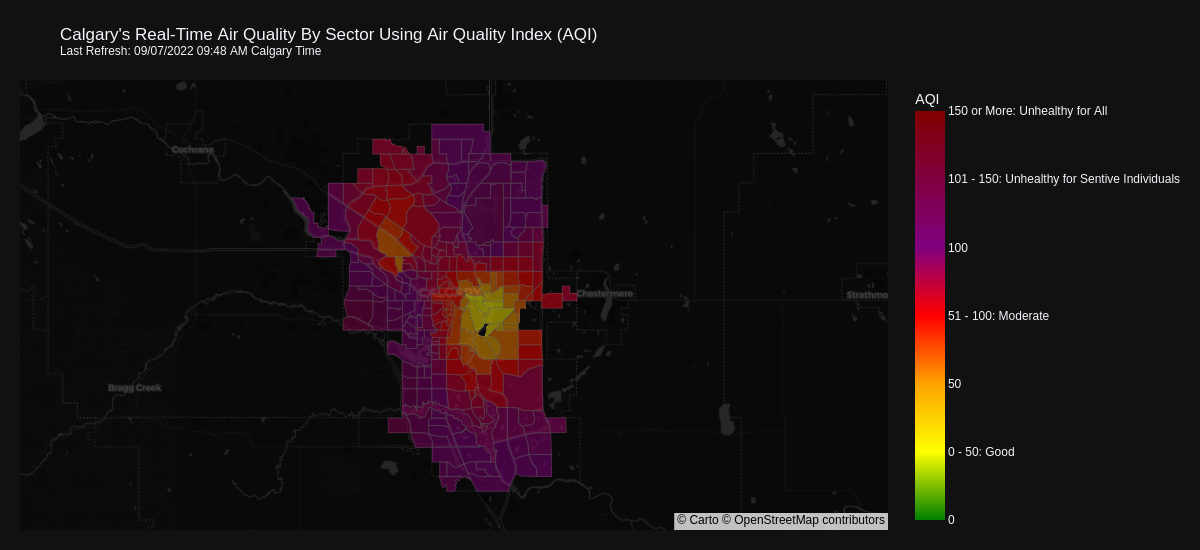 Calgary's Real-Time Air Quality By Sector Using Air Quality Index (AQI)
Last Refresh: 09/07/2022 09:48 AM Calgary Time
AQI
150 or More: Unhealthy for All
Cochrane
101 - 150: Unhealthy for Sentive Individuals
100
CALGARY
Chestermere
Strathmo
51 - 100: Moderate
50
Bragg Creek
0 - 50: Good
0
© Carto © OpenStreetMap contributors